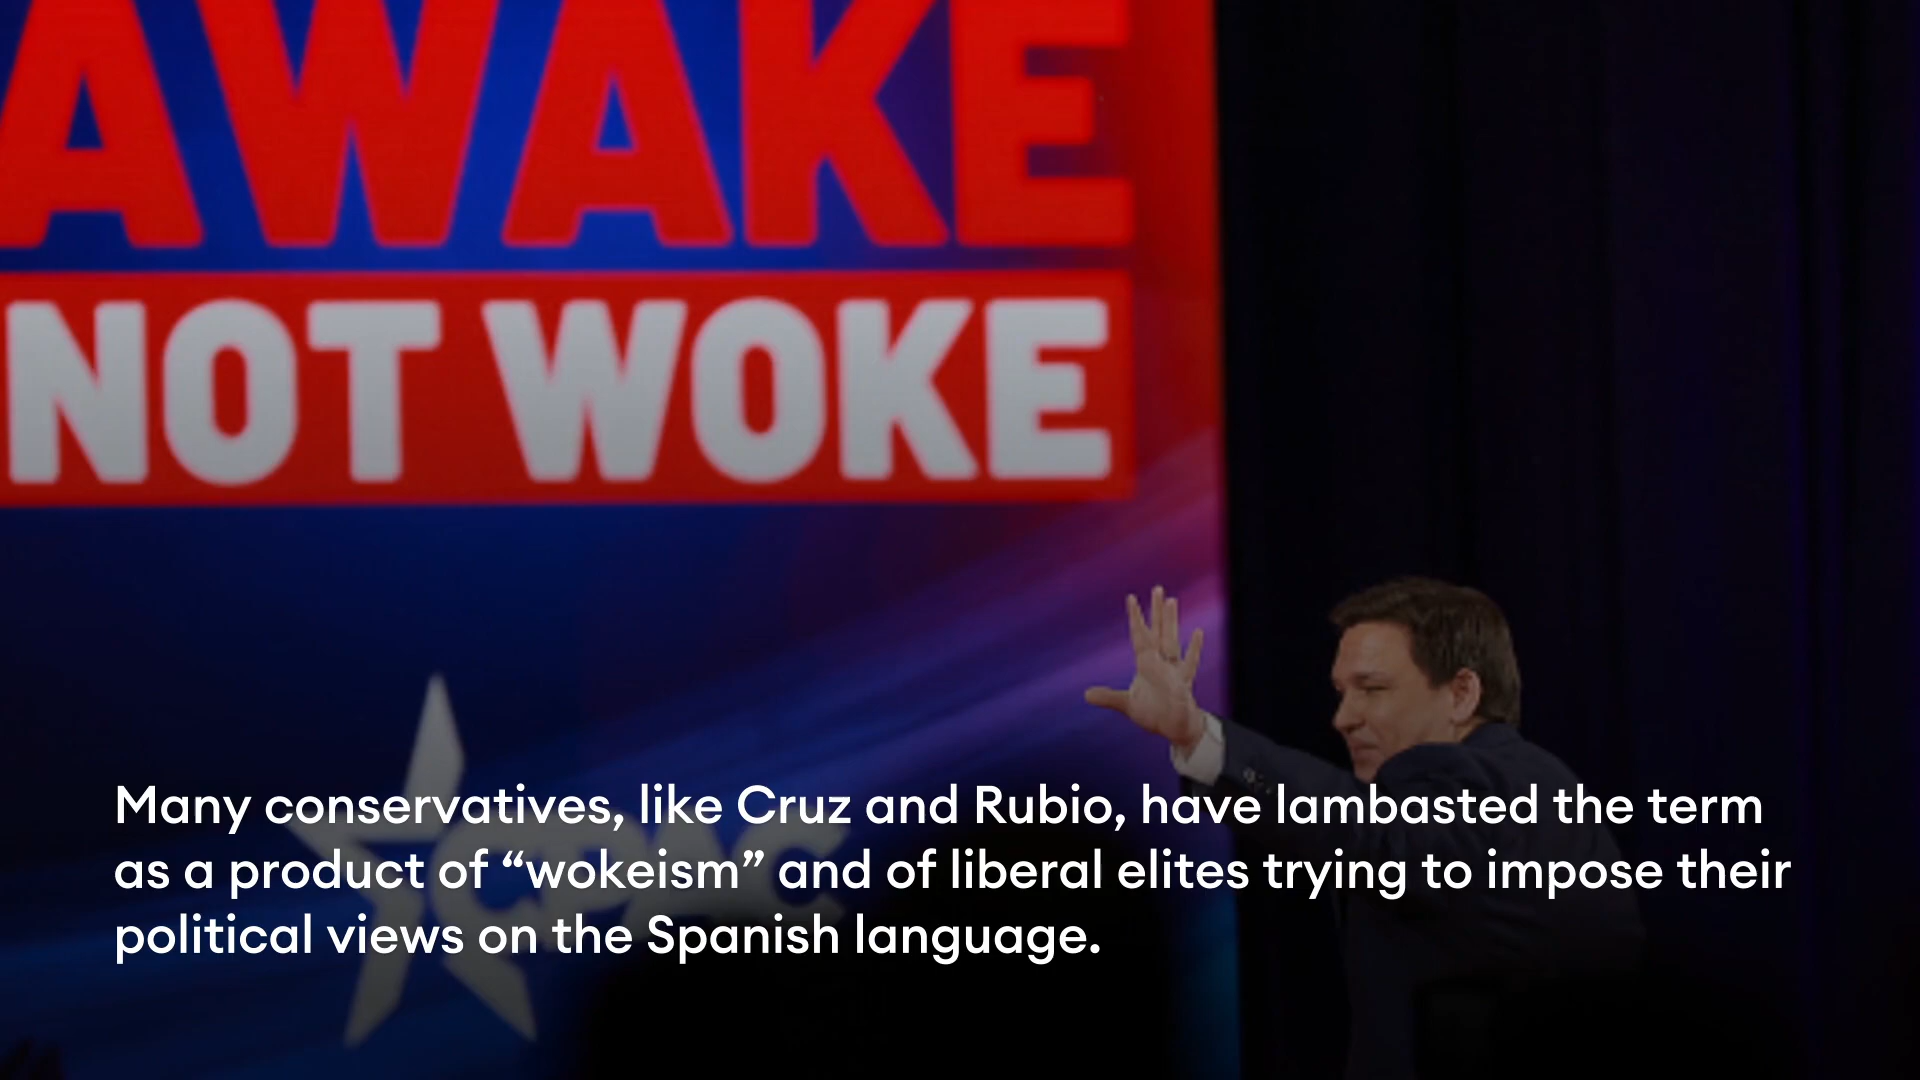 AWAKE
NOT WOKE
CPAC
Many conservatives, like Cruz and Rubio, have lambasted the term
as a product of “wokeism” and of liberal elites trying to impose their
political views on the Spanish language.